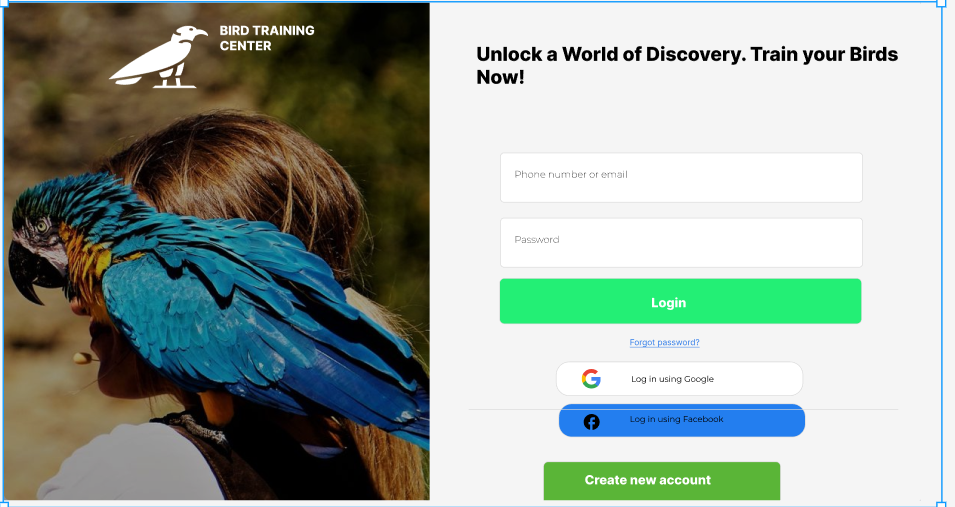 BIRD TRAINING
CENTER
Unlock a World of Discovery. Train your Birds
Now!
Phone number or email
Password
Login
Forgot password?
Log in using Google
Log in using Facebook
Create new account